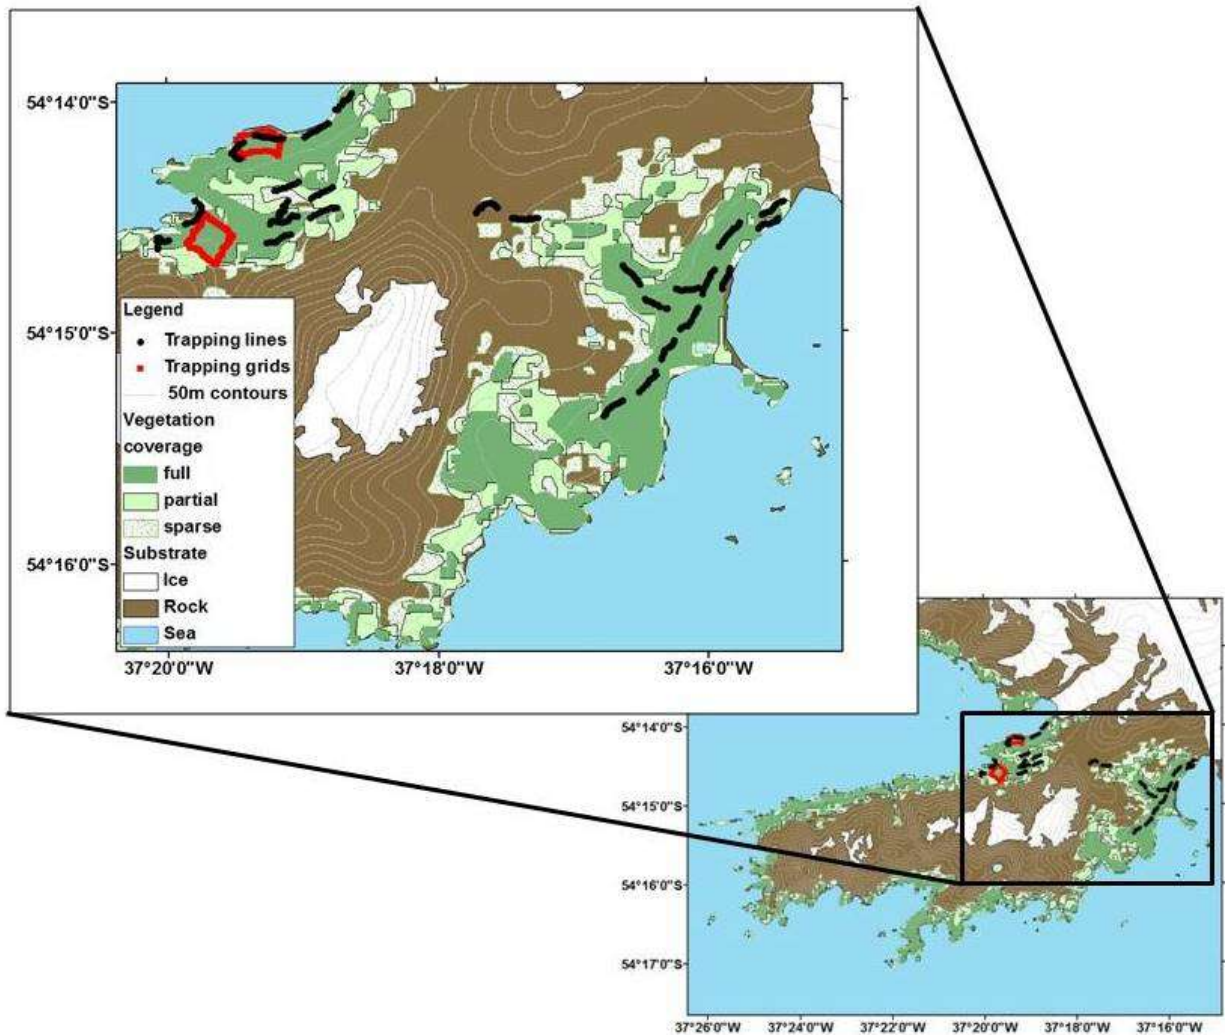 54°14'0"S
54°15'0"S
54°16'0"S
Legend
Trapping lines
Trapping grids
50m contours
Vegetation
coverage
full
partial
sparse
Substrate
Ice
Rock
Sea
37°20'0"W 37°18'0"W 37°16'0"W
54°14'0"S
54°15'0"S
54°16'0"S
54°17'0"S
37°26'0"W 37°24'0"W 37°22'0"W 37°20'0"W 37°18'0"W 37°16'0"W